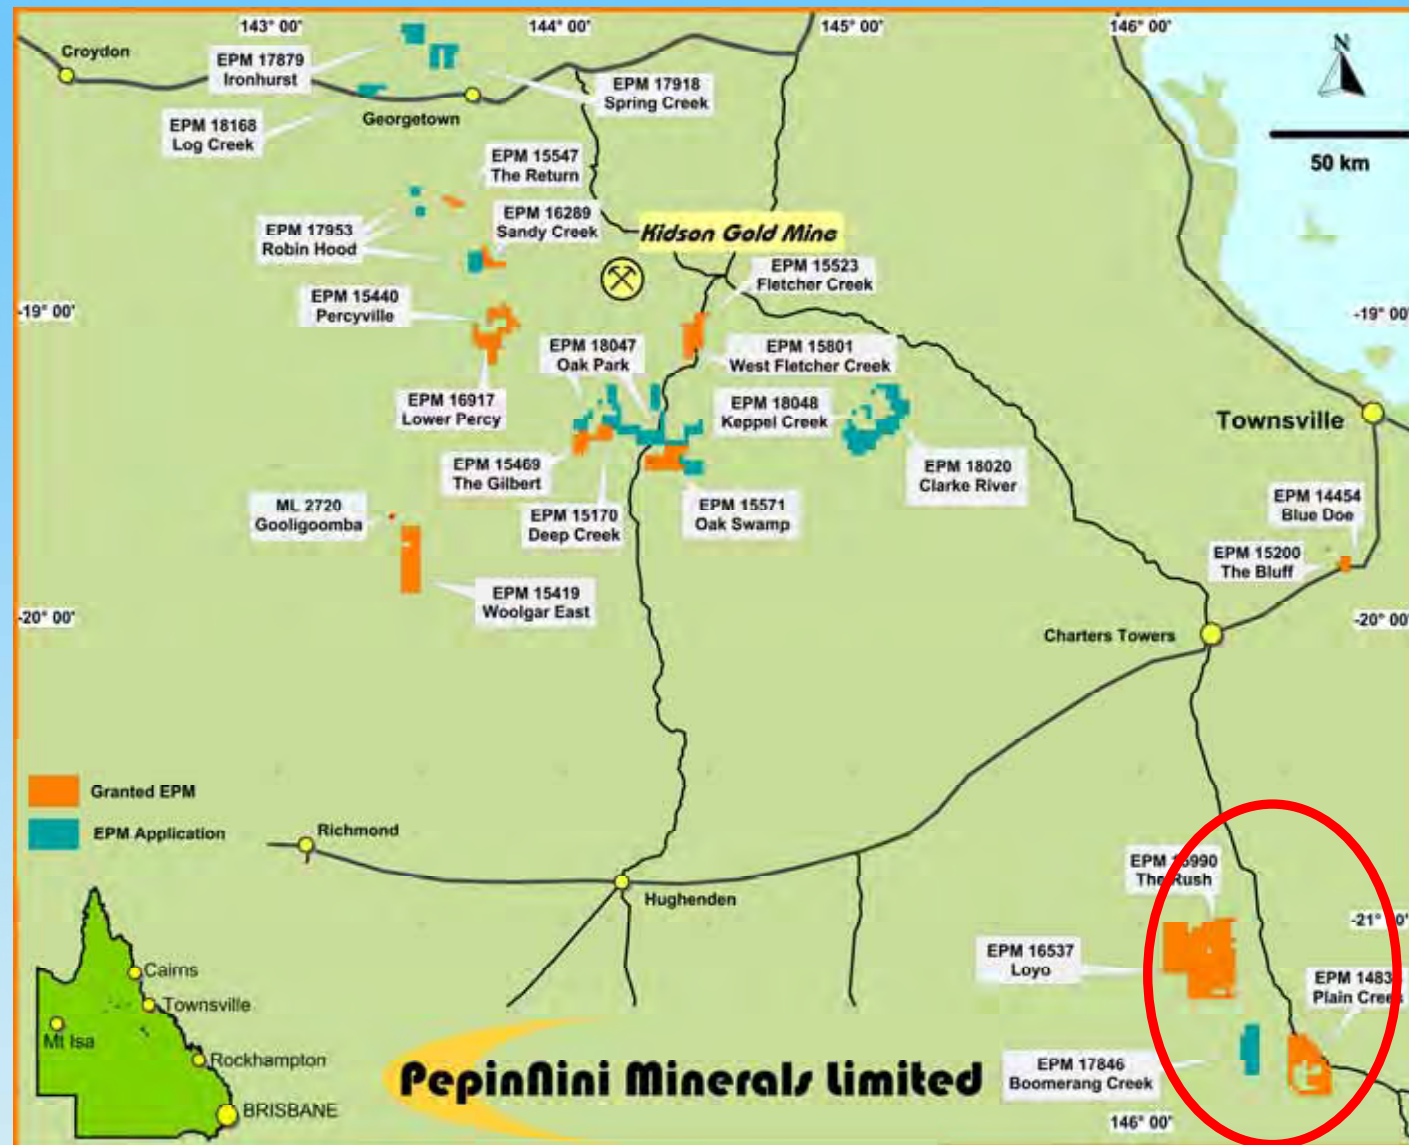 143° 00'
144° 00'
145° 00'
146° 00'
Croydon
EPM 17879
Ironhurst
EPM 17918
Spring Creek
N
50 km
EPM 18168
Log Creek
Georgetown
EPM 15547
The Return
EPM 16289
Sandy Creek
EPM 17953
Robin Hood
Kidson Gold Mine
EPM 15523
Fletcher Creek
EPM 15440
Percyville
-19° 00'
-19° 00'
EPM 18047
Oak Park
EPM 15801
West Fletcher Creek
EPM 16917
Lower Percy
EPM 18048
Keppel Creek
Townsville
EPM 15469
The Gilbert
EPM 18020
Clarke River
ML 2720
Gooligoomba
EPM 15170
Deep Creek
EPM 15571
Oak Swamp
EPM 14454
Blue Doe
EPM 15200
The Bluff
EPM 15419
Woolgar East
-20° 00'
-20° 00'
Charters Towers
Granted EPM
EPM Application
Richmond
Hughenden
EPM
The Rush
-21°
EPM 16537
Loyo
EPM
Plain Creek
Cairns
Townsville
Mt Isa
Rockhampton
BRISBANE
PepinNini Minerals Limited
EPM 17846
Boomerang Creek
146° 00'